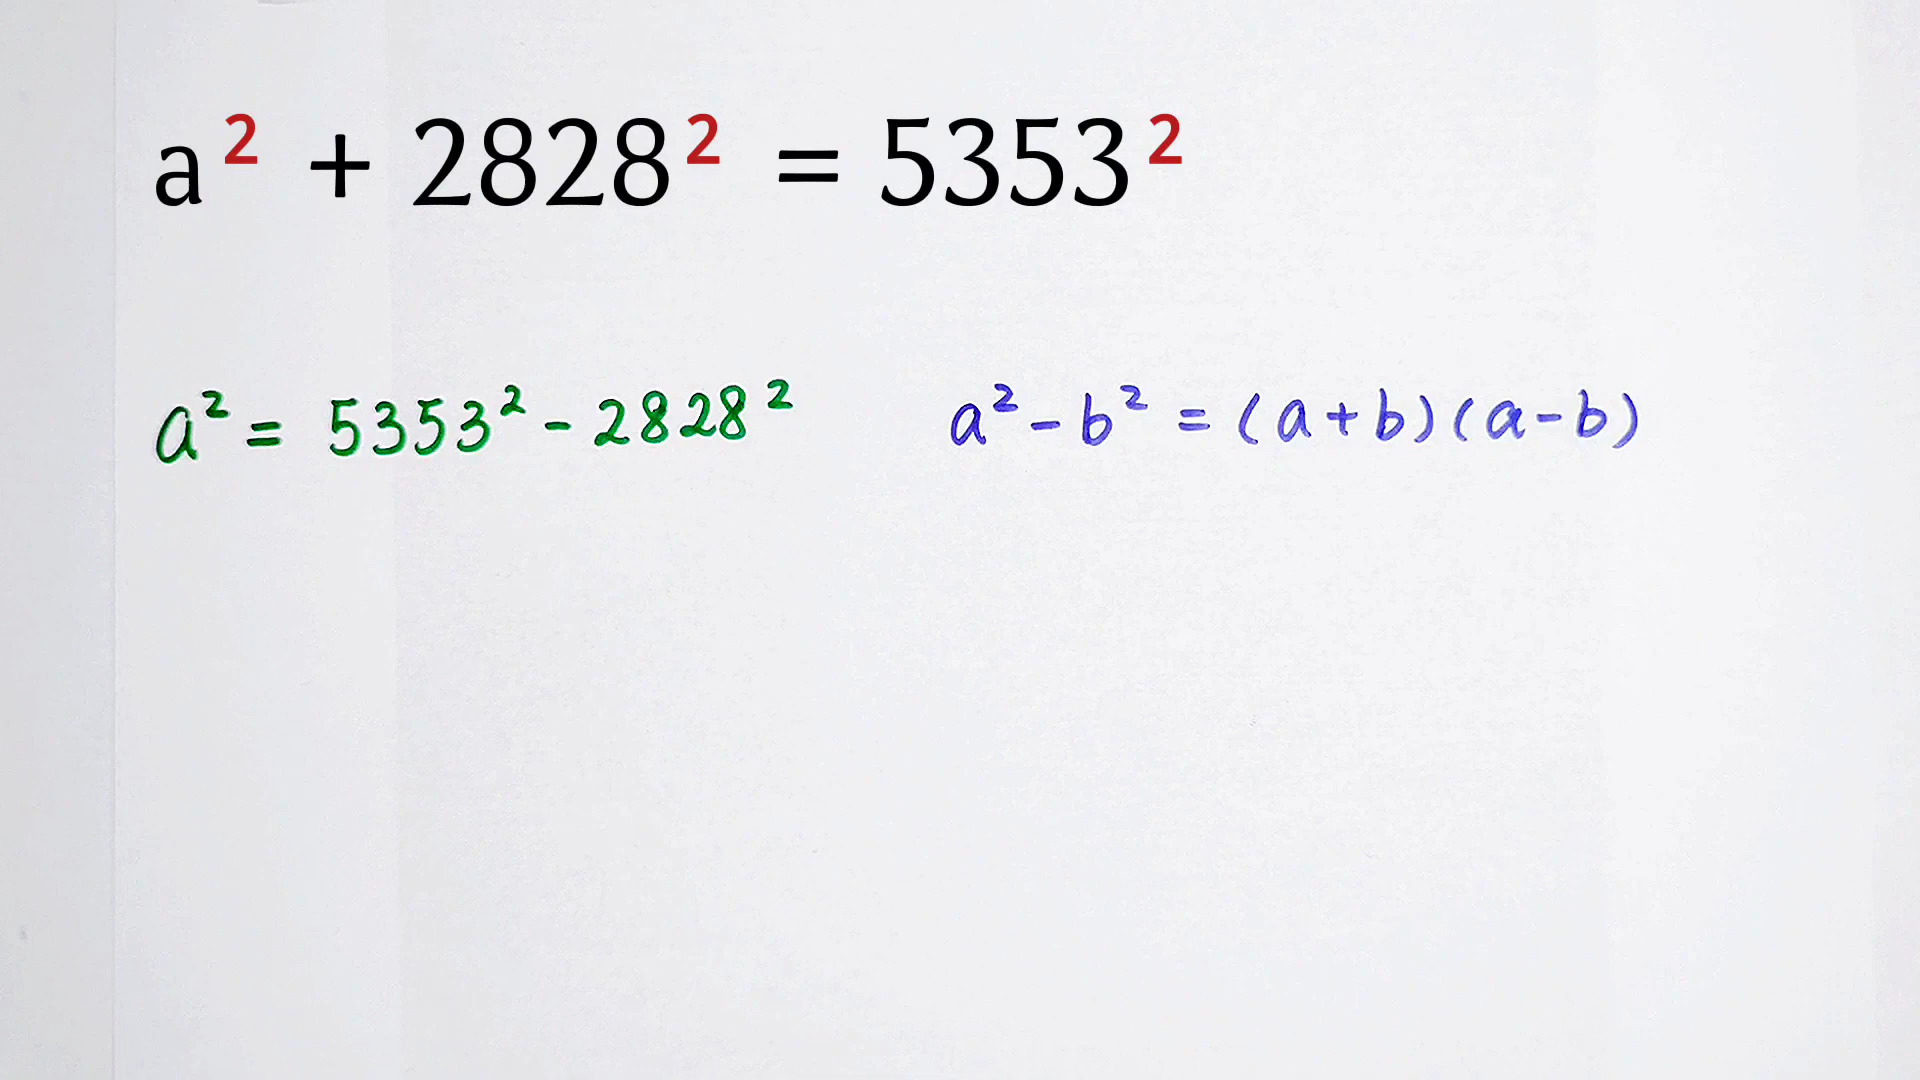 a² + 2828² = 5353²
a² = 5353² - 2828²
a² - b² = (a+b)(a-b)